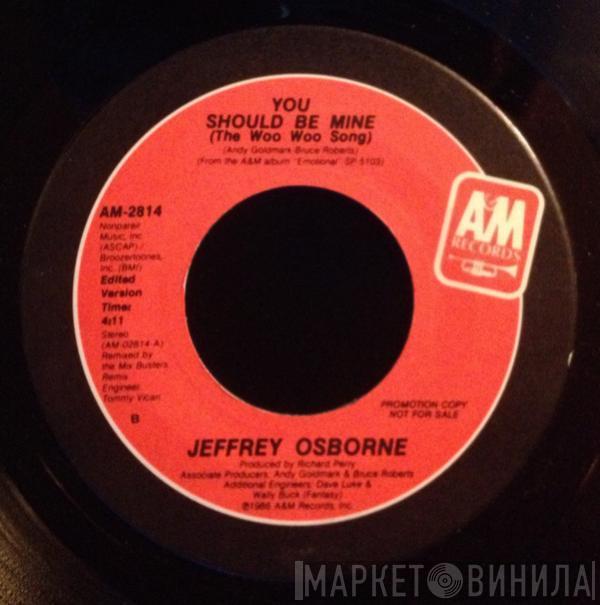 YOU
SHOULD BE MINE
(The Woo Woo Song)
(Andy Goldmark Bruce Roberts)
(From the A&M album "Emotional" SP 5103)
AM-2814
Nonpareil
Music, Inc.
(ASCAP)/
Broozertoones,
Inc. (BMI)
Edited
Version
Time:
4:11
Stereo
(AM-02814-A)
Remixed by
the Mix Busters
Remix
Engineer:
Tommy Vicari
B
A&M
RECORDS
PROMOTION COPY
NOT FOR SALE
JEFFREY OSBORNE
Produced by Richard Perry
Associate Producers: Andy Goldmark & Bruce Roberts
Additional Engineers: Dave Luke &
Wally Buck (Fantasy)
℗1986 A&M Records, Inc.
МАРКЕТ ВИНИЛА